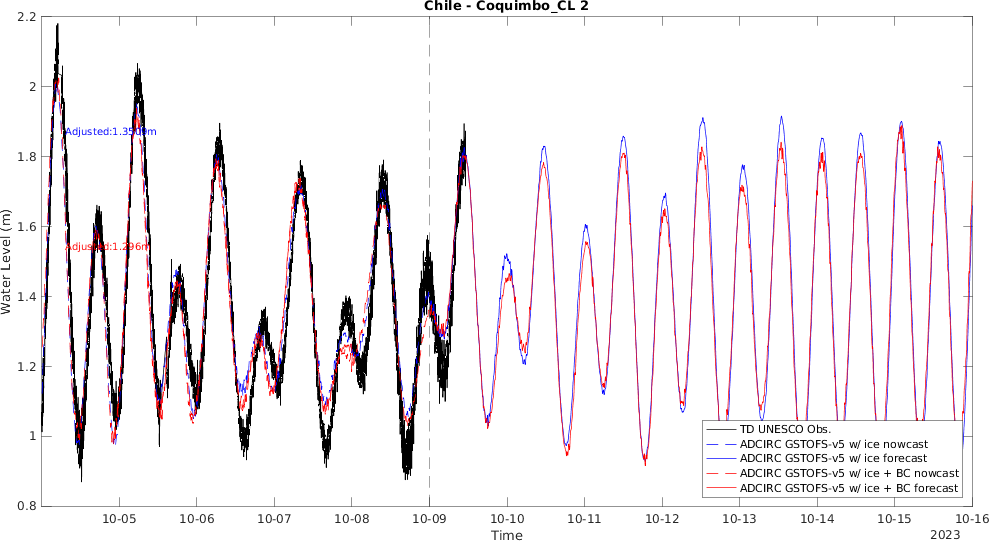 Chile - Coquimbo_CL 2
2.2
2
1.8
1.6
1.4
1.2
1
0.8
Water Level (m)
Adjusted:1.3509m
Adjusted:1.296m
TD UNESCO Obs.
ADCIRC GSTOFS-v5 w/ ice nowcast
ADCIRC GSTOFS-v5 w/ ice forecast
ADCIRC GSTOFS-v5 w/ ice + BC nowcast
ADCIRC GSTOFS-v5 w/ ice + BC forecast
10-05 10-06 10-07 10-08 10-09 10-10 10-11 10-12 10-13 10-14 10-15 10-16
Time
2023